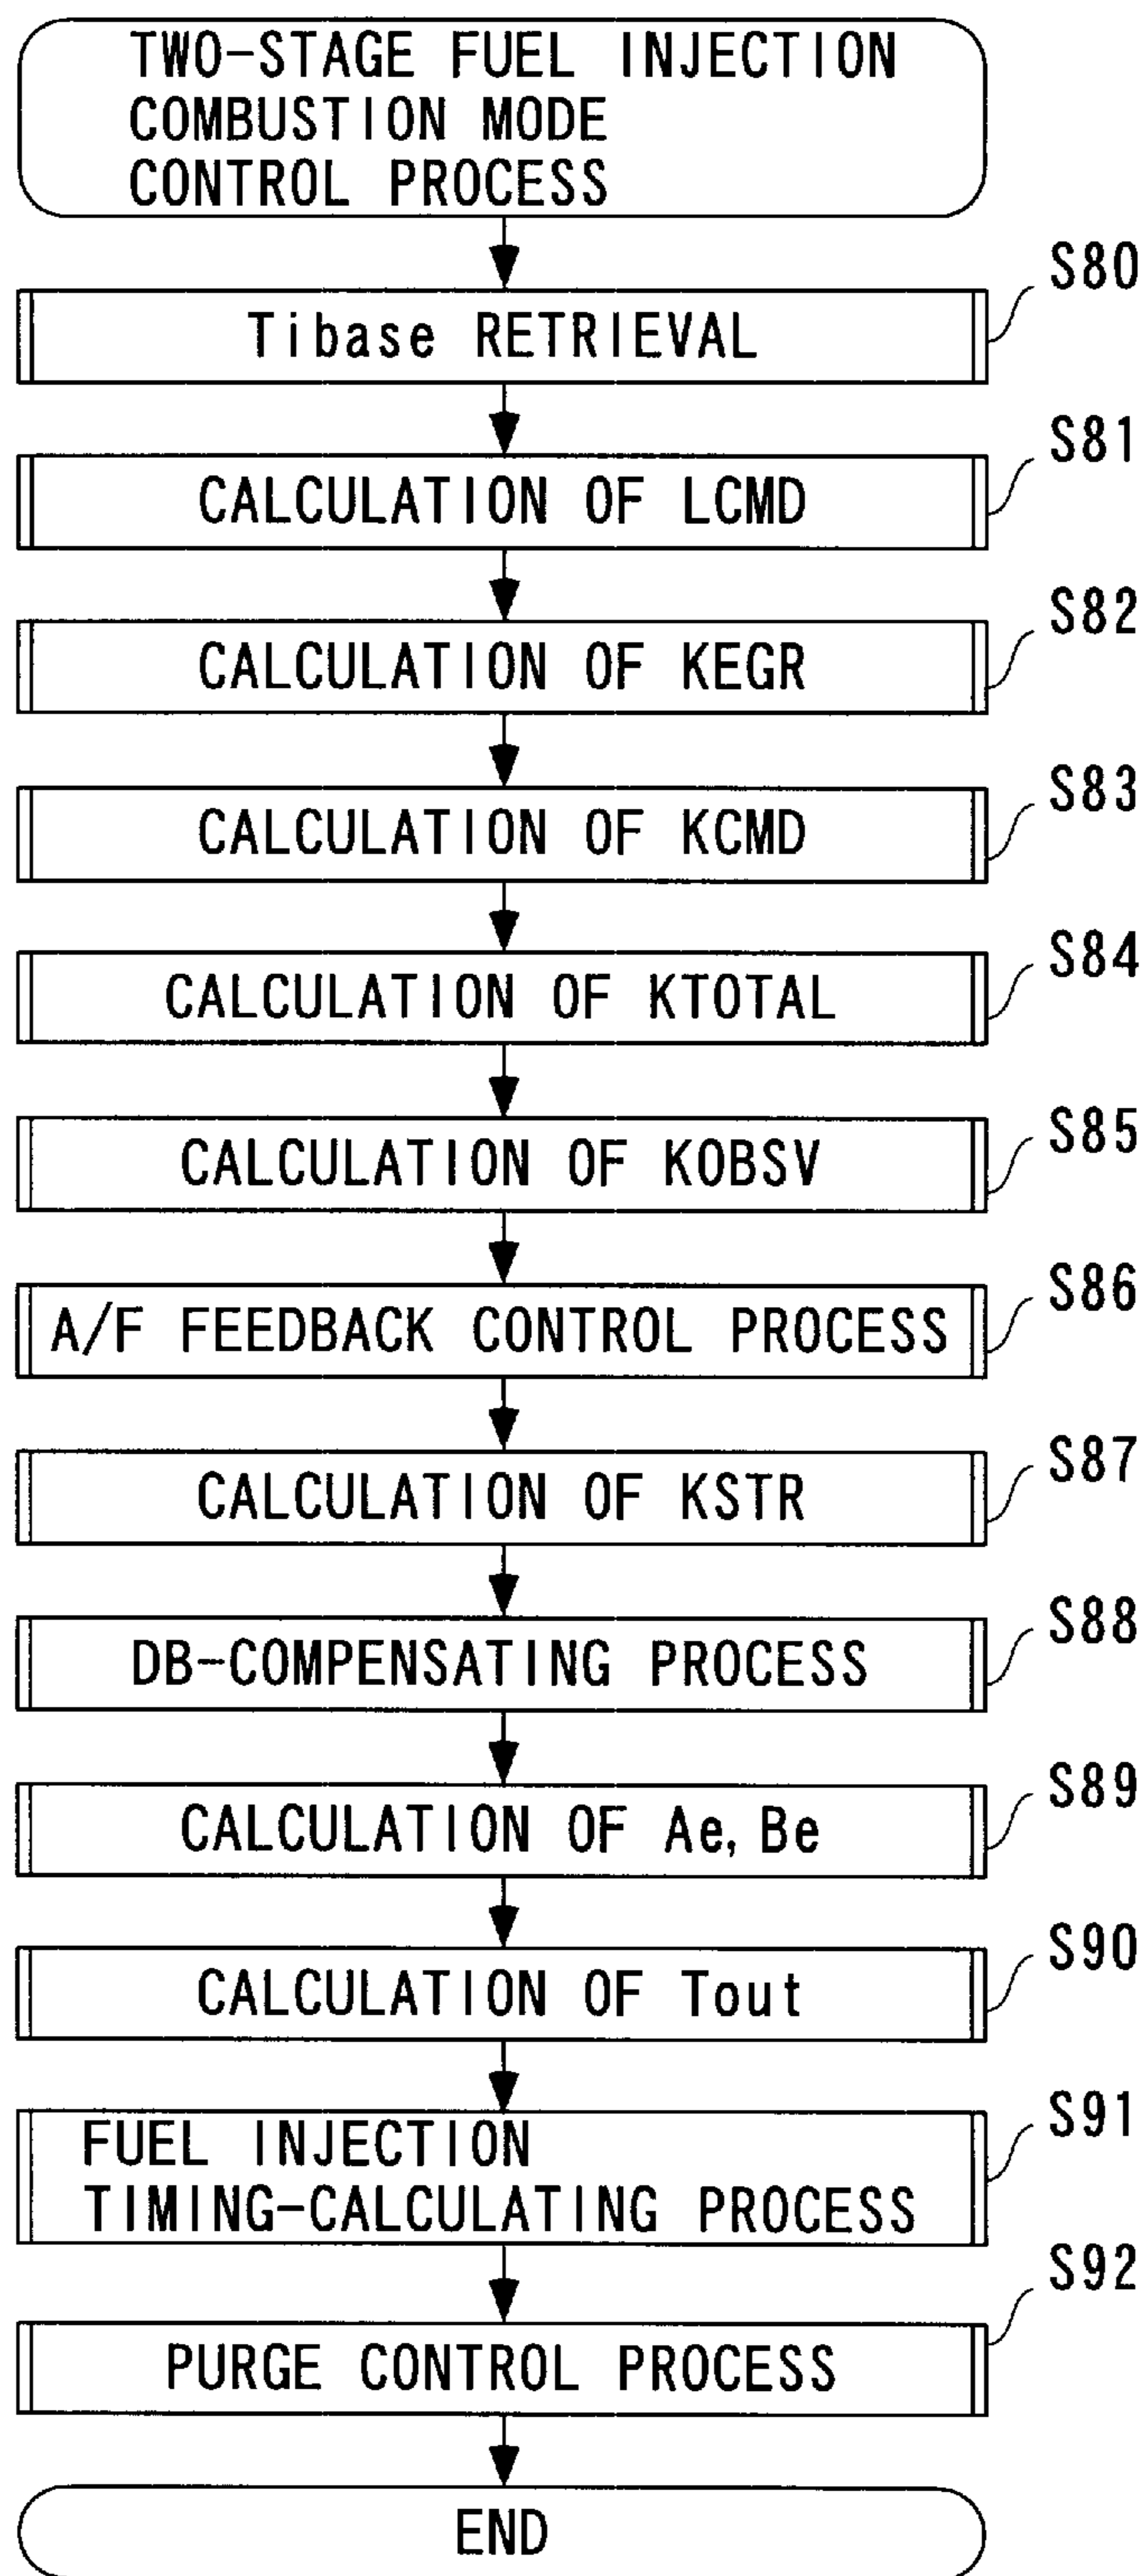 TWO-STAGE FUEL INJECTION
COMBUSTION MODE
CONTROL PROCESS
S80
Tibase RETRIEVAL
S81
CALCULATION OF LCMD
S82
CALCULATION OF KEGR
S83
CALCULATION OF KCMD
S84
CALCULATION OF KTOTAL
S85
CALCULATION OF KOBSV
S86
A/F FEEDBACK CONTROL PROCESS
S87
CALCULATION OF KSTR
S88
DB-COMPENSATING PROCESS
S89
CALCULATION OF Ae, Be
S90
CALCULATION OF Tout
S91
FUEL INJECTION
TIMING-CALCULATING PROCESS
S92
PURGE CONTROL PROCESS
END